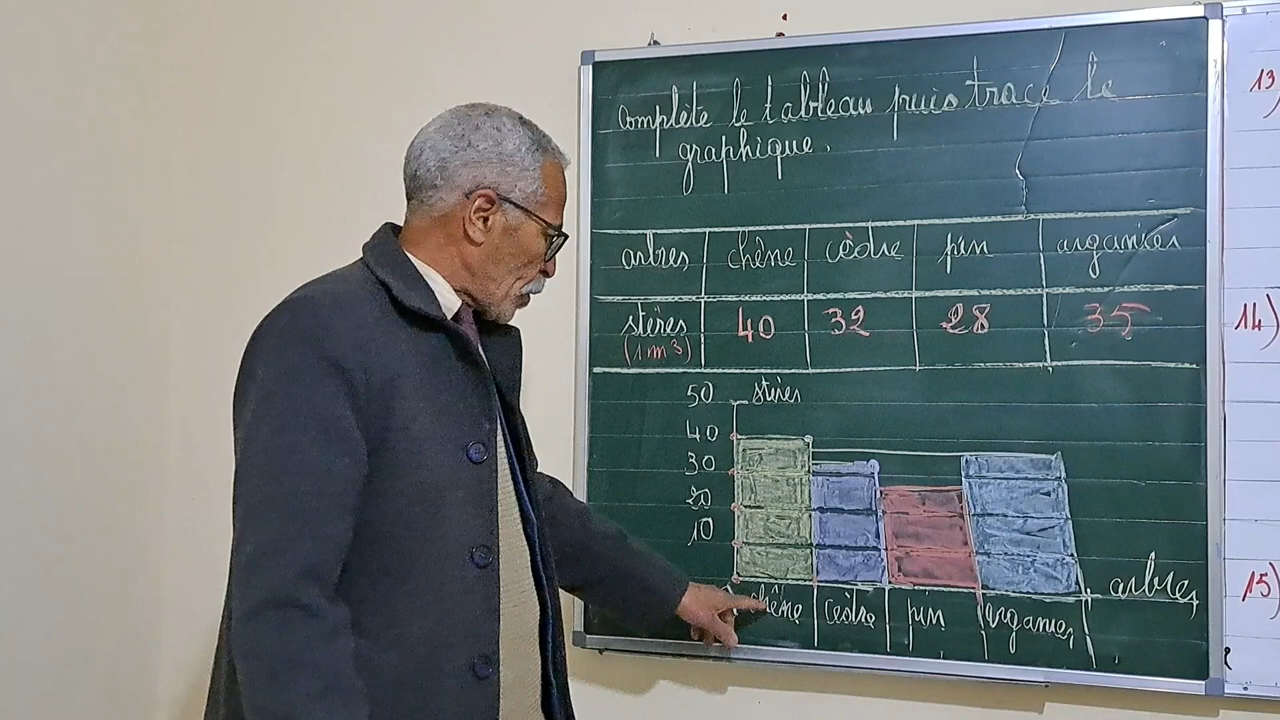 Complète le tableau puis trace le
graphique.
arbres chêne cèdre pin arganier
stères 40 32 28 35
(1m³)
50 stères
40
30
20
10
arbres
chêne cèdre pin arganier
13)
14)
15)